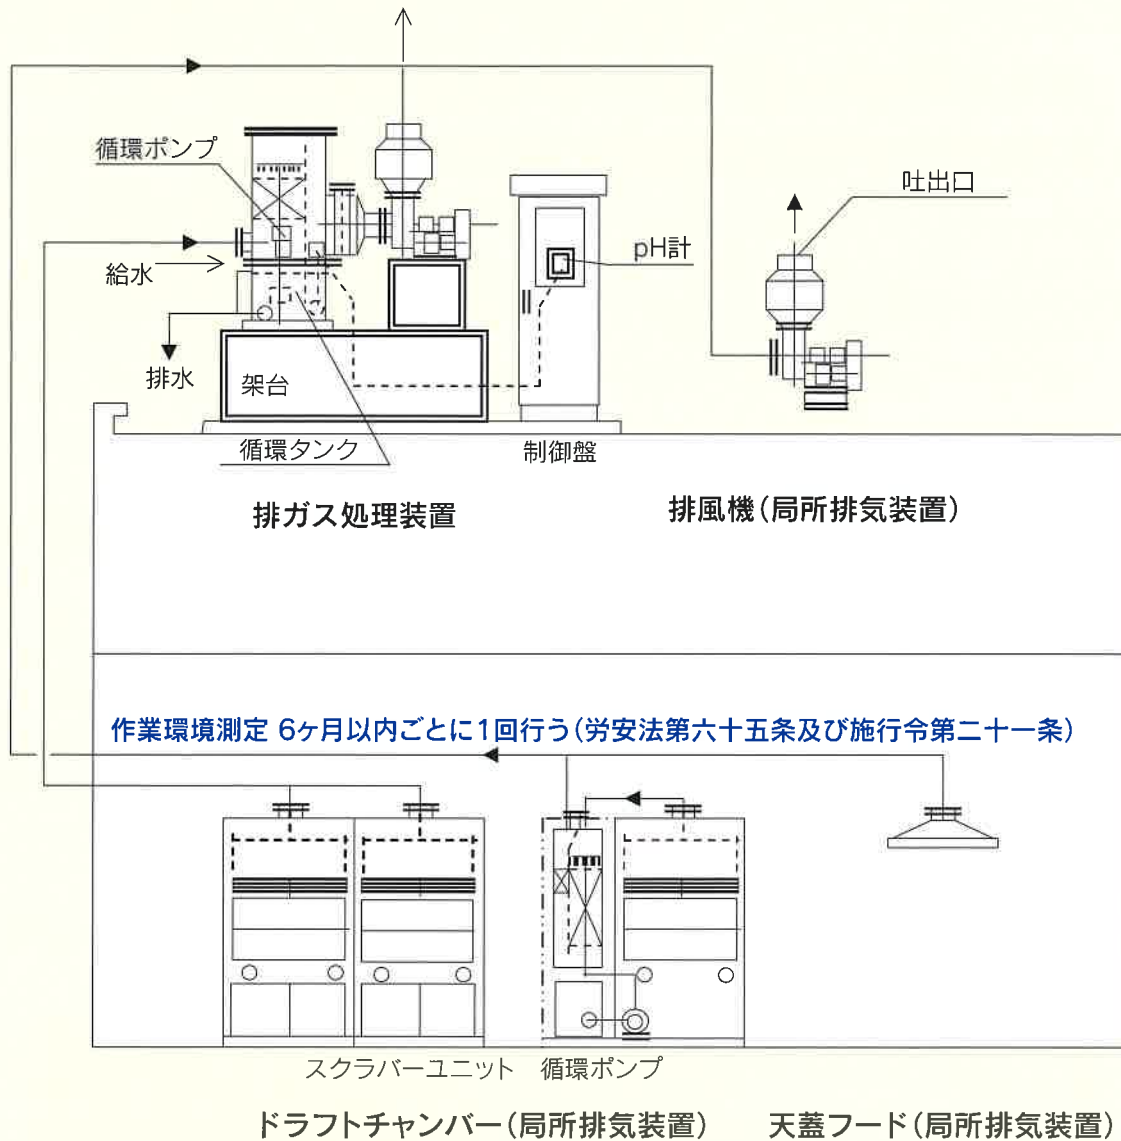 循環ポンプ
吐出口
pH計
給水
排水
架台
循環タンク
制御盤
排ガス処理装置
排風機(局所排気装置)
作業環境測定 6ヶ月以内ごとに1回行う(労安法第六十五条及び施行令第二十一条)
スクラバーユニット 循環ポンプ
ドラフトチャンバー(局所排気装置) 天蓋フード(局所排気装置)